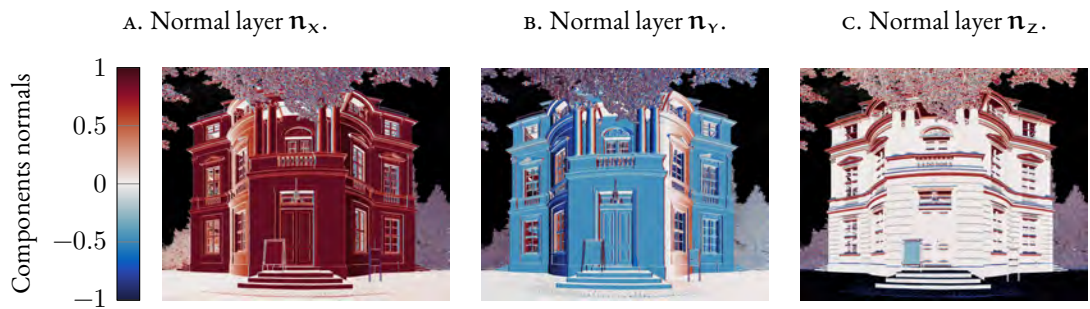 A. Normal layer nX.
B. Normal layer nY.
C. Normal layer nZ.
Components normals
1
0.5
0
−0.5
−1